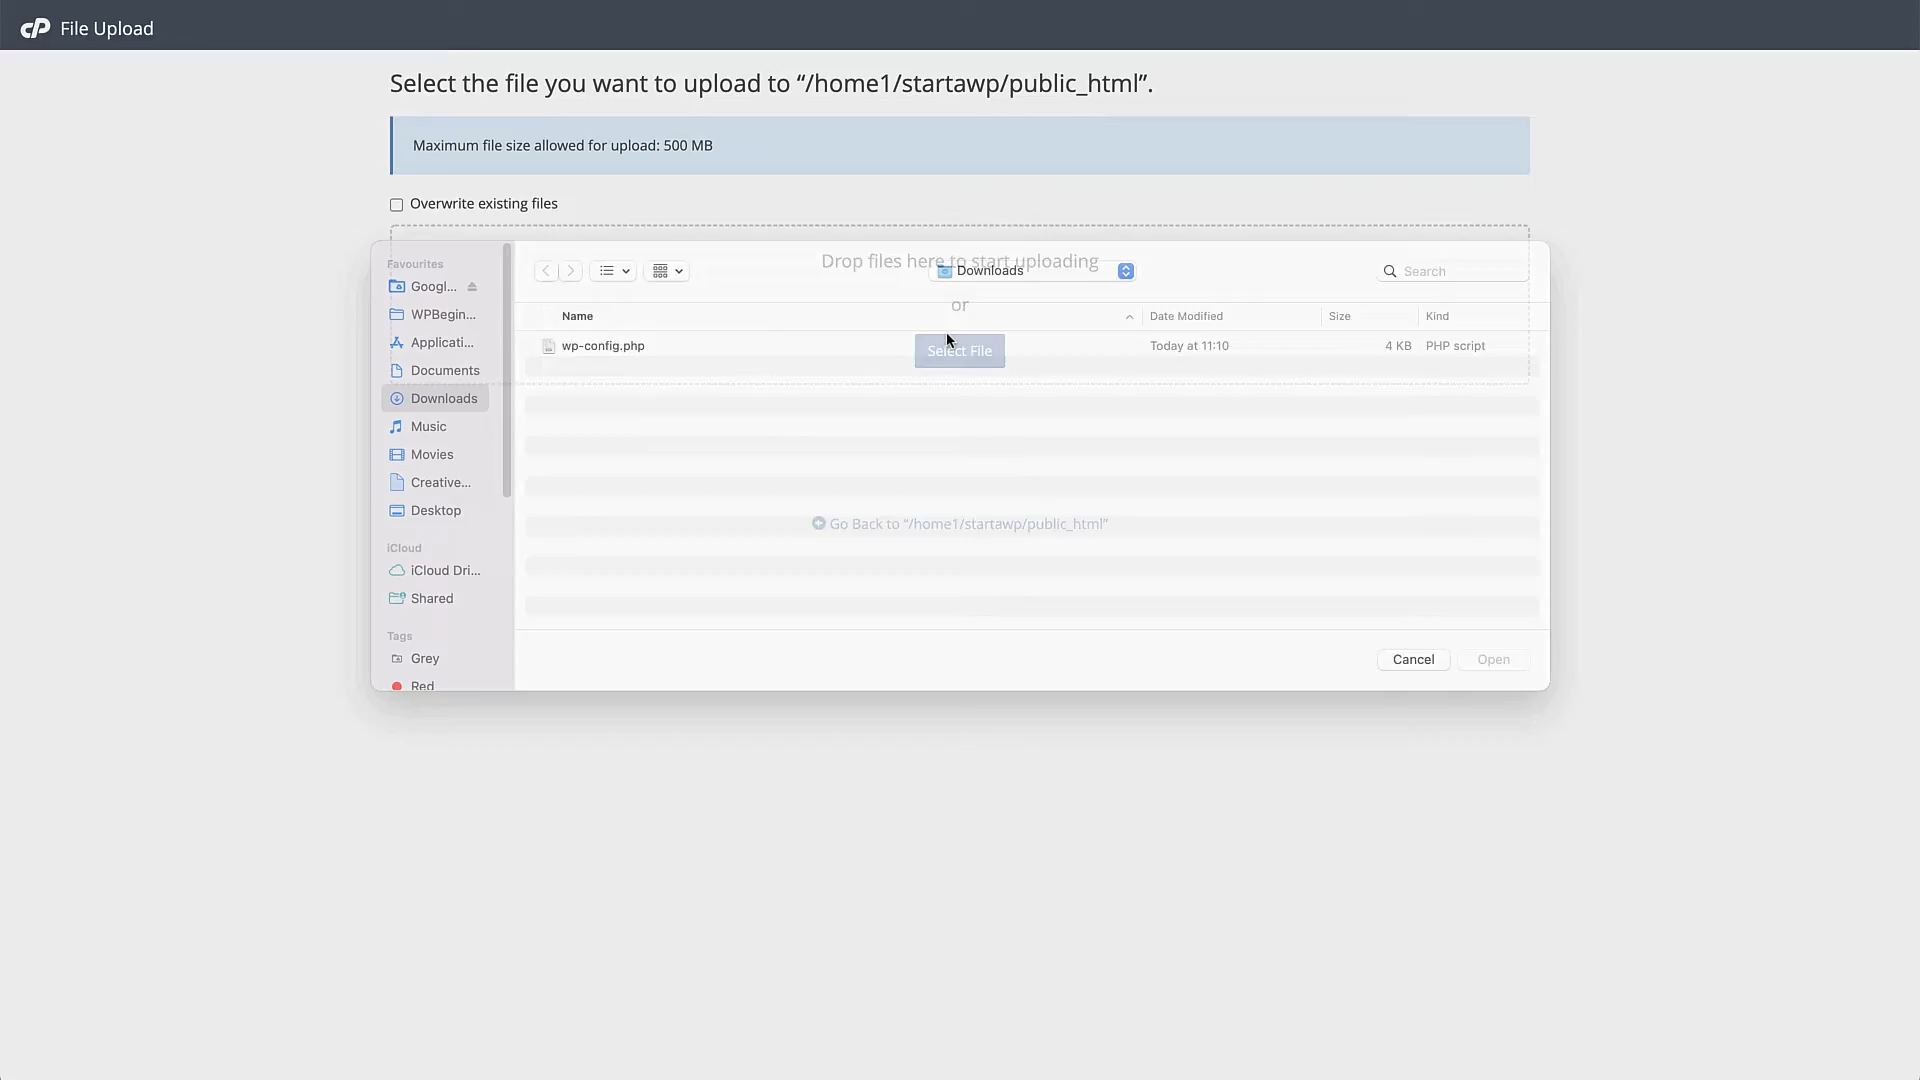 cP File Upload
Select the file you want to upload to “/home1/startawp/public_html”.
Maximum file size allowed for upload: 500 MB
Overwrite existing files
Drop files here to start uploading
or
Select File
Go Back to “/home1/startawp/public_html”
Favourites
Googl...
WPBegin...
Applicati...
Documents
Downloads
Music
Movies
Creative...
Desktop
iCloud
iCloud Dri...
Shared
Tags
Grey
Red
Downloads
Search
Name Date Modified Size Kind
wp-config.php Today at 11:10 4 KB PHP script
Cancel Open